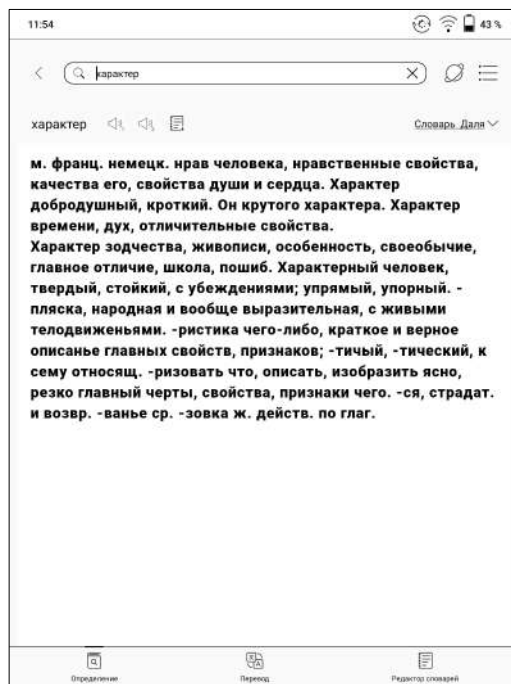 11:54
43 %
характер
характер
Словарь Даля
м. франц. немецк. нрав человека, нравственные свойства,
качества его, свойства души и сердца. Характер
добродушный, кроткий. Он крутого характера. Характер
времени, дух, отличительные свойства.
Характер зодчества, живописи, особенность, своеобычие,
главное отличие, школа, пошиб. Характерный человек,
твердый, стойкий, с убеждениями; упрямый, упорный. -
пляска, народная и вообще выразительная, с живыми
телодвиженьями. -ристика чего-либо, краткое и верное
описанье главных свойств, признаков; -тичый, -тический, к
сему относящ. -ризовать что, описать, изобразить ясно,
резко главный черты, свойства, признаки чего. -ся, страдат.
и возвр. -ванье ср. -зовка ж. действ. по глаг.
Определение
Перевод
Редактор словарей